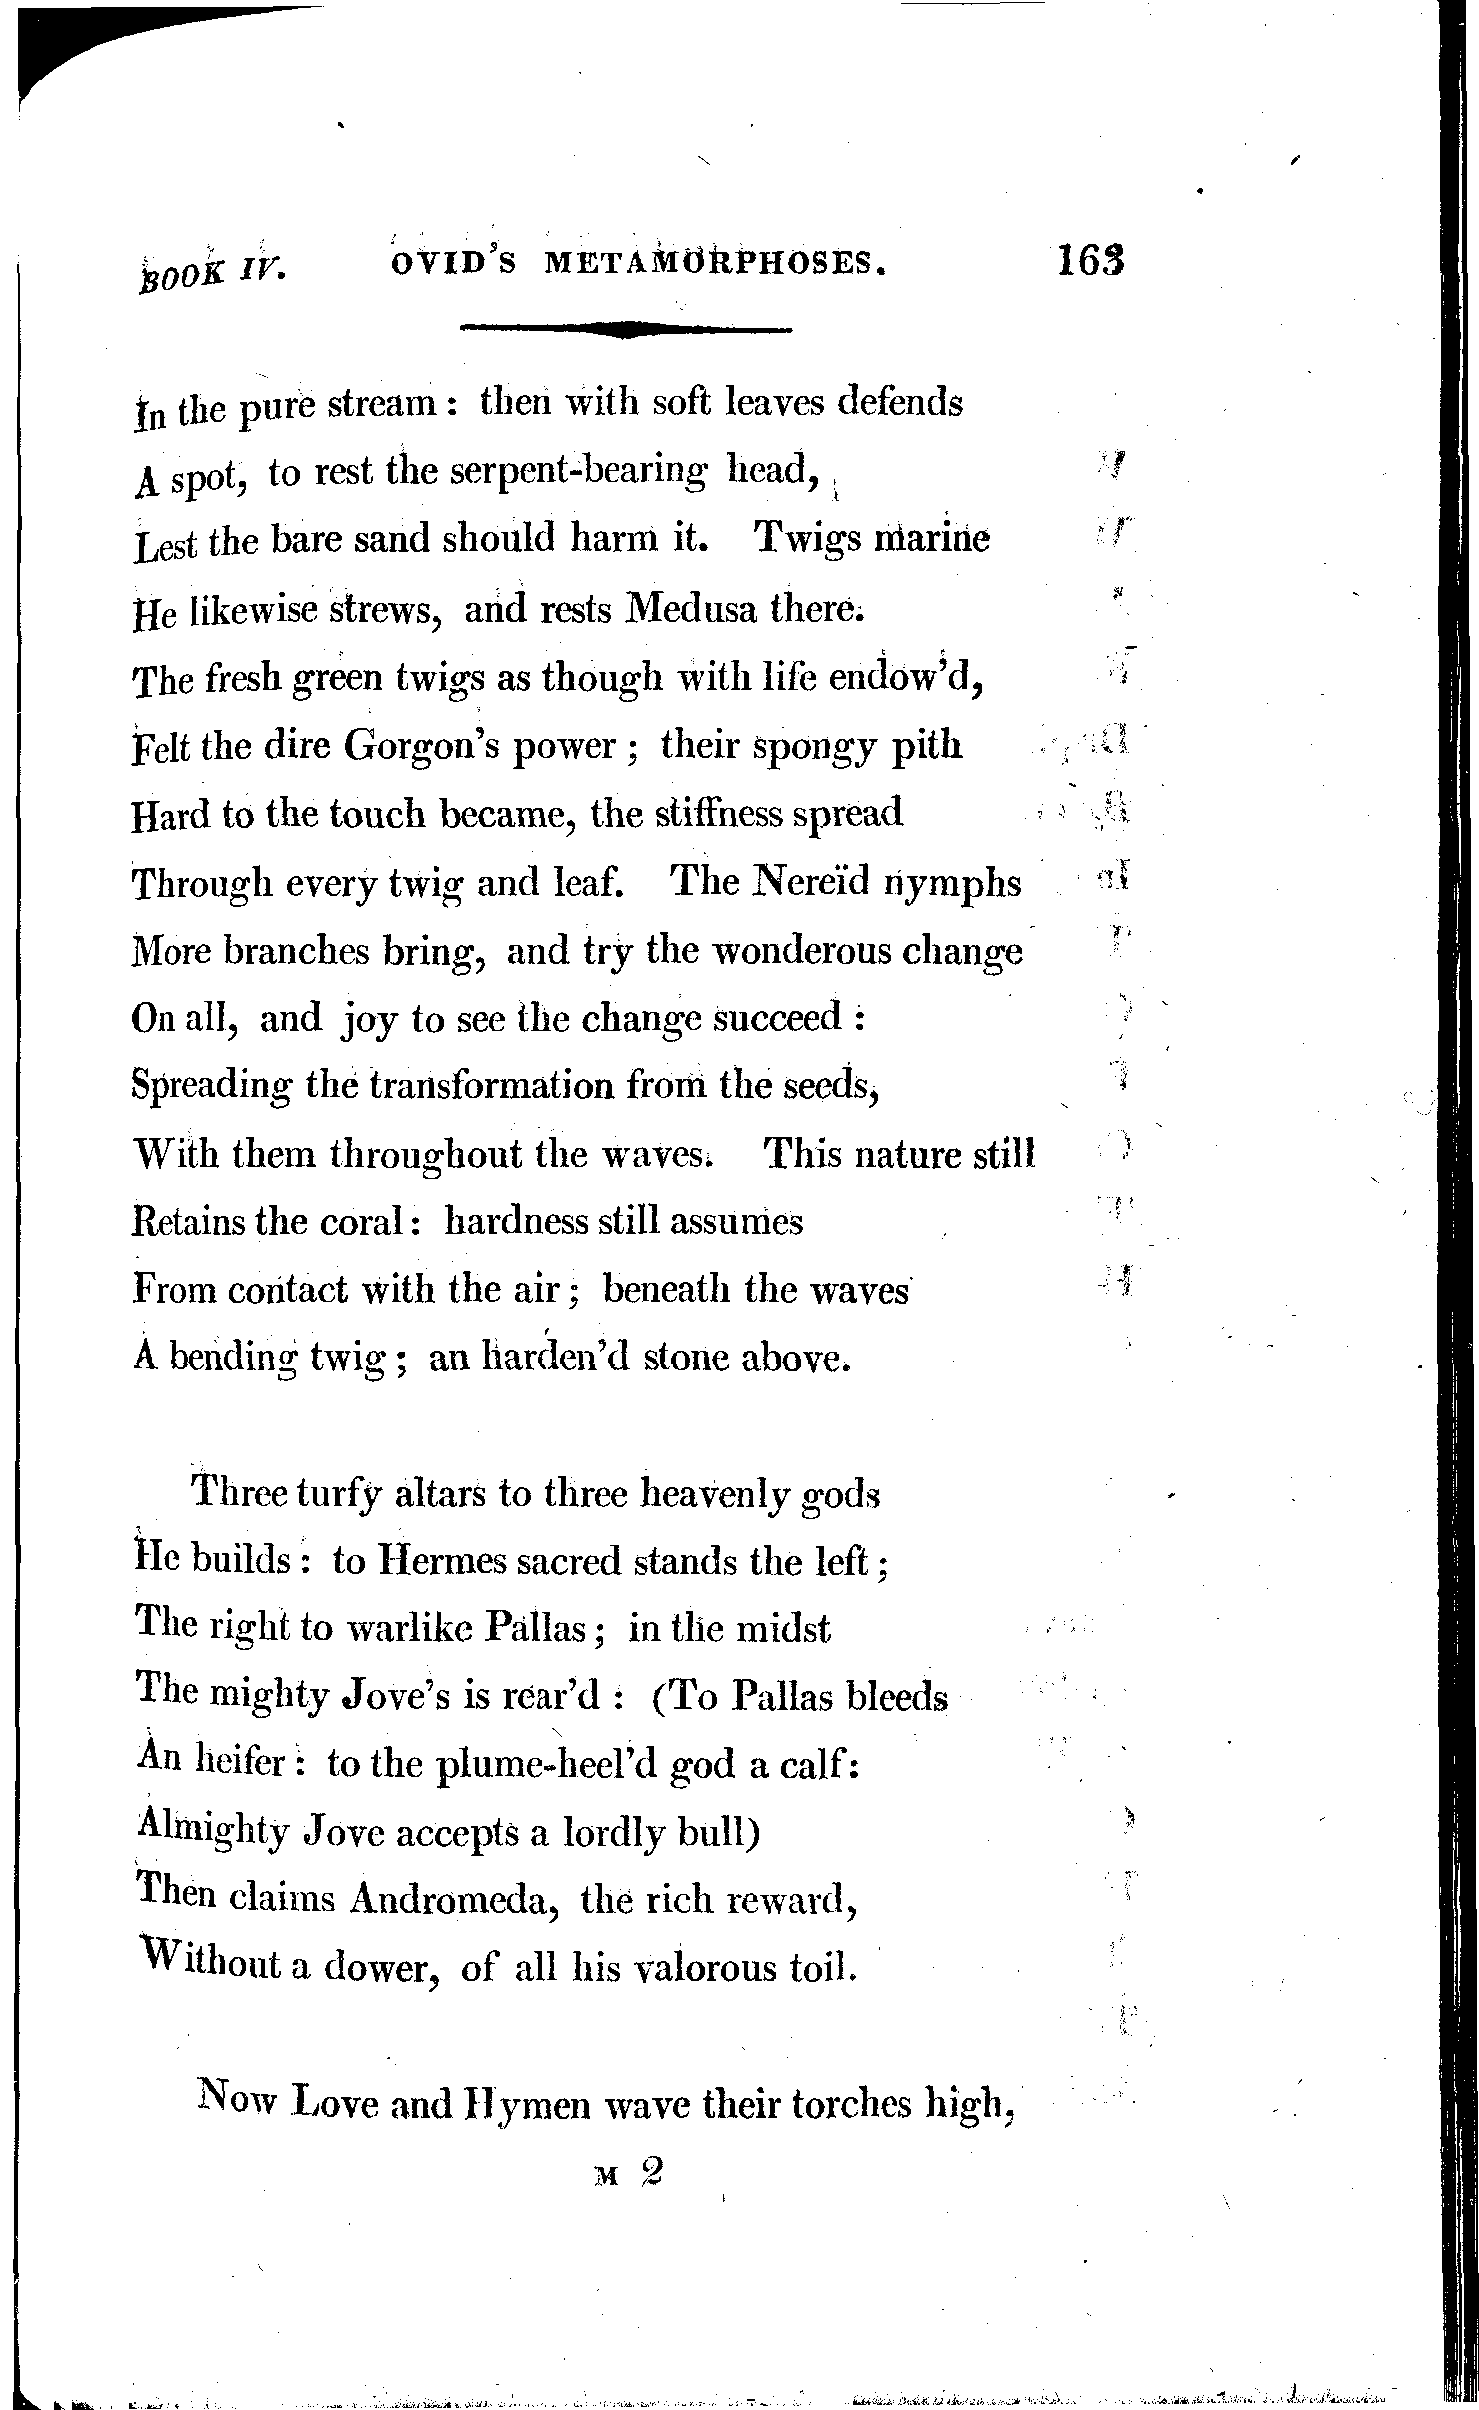 BOOK IV. OVID'S METAMORPHOSES. 163
In the pure stream : then with soft leaves defends
A spot, to rest the serpent-bearing head,
Lest the bare sand should harm it. Twigs marine
He likewise strews, and rests Medusa there.
The fresh green twigs as though with life endow'd,
Felt the dire Gorgon's power ; their spongy pith
Hard to the touch became, the stiffness spread
Through every twig and leaf. The Nereïd nymphs
More branches bring, and try the wonderous change
On all, and joy to see the change succeed :
Spreading the transformation from the seeds,
With them throughout the waves. This nature still
Retains the coral : hardness still assumes
From contact with the air ; beneath the waves
A bending twig ; an harden'd stone above.
Three turfy altars to three heavenly gods
He builds : to Hermes sacred stands the left ;
The right to warlike Pallas ; in the midst
The mighty Jove's is rear'd : (To Pallas bleeds
An heifer : to the plume-heel'd god a calf :
Almighty Jove accepts a lordly bull)
Then claims Andromeda, the rich reward,
Without a dower, of all his valorous toil.
Now Love and Hymen wave their torches high,
M 2